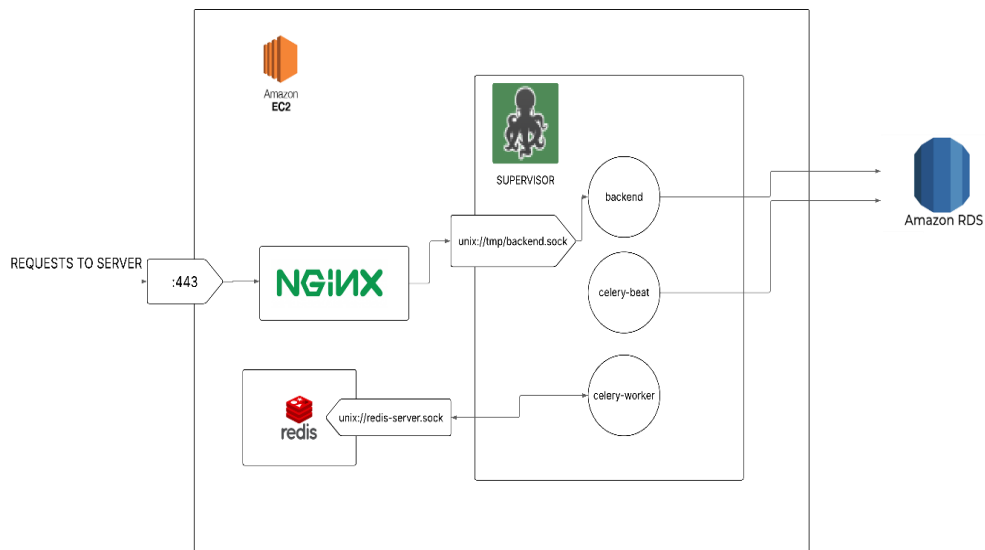 Amazon
EC2
SUPERVISOR
backend
Amazon RDS
unix://tmp/backend.sock
REQUESTS TO SERVER
:443
NGINX
celery-beat
celery-worker
unix://redis-server.sock
redis